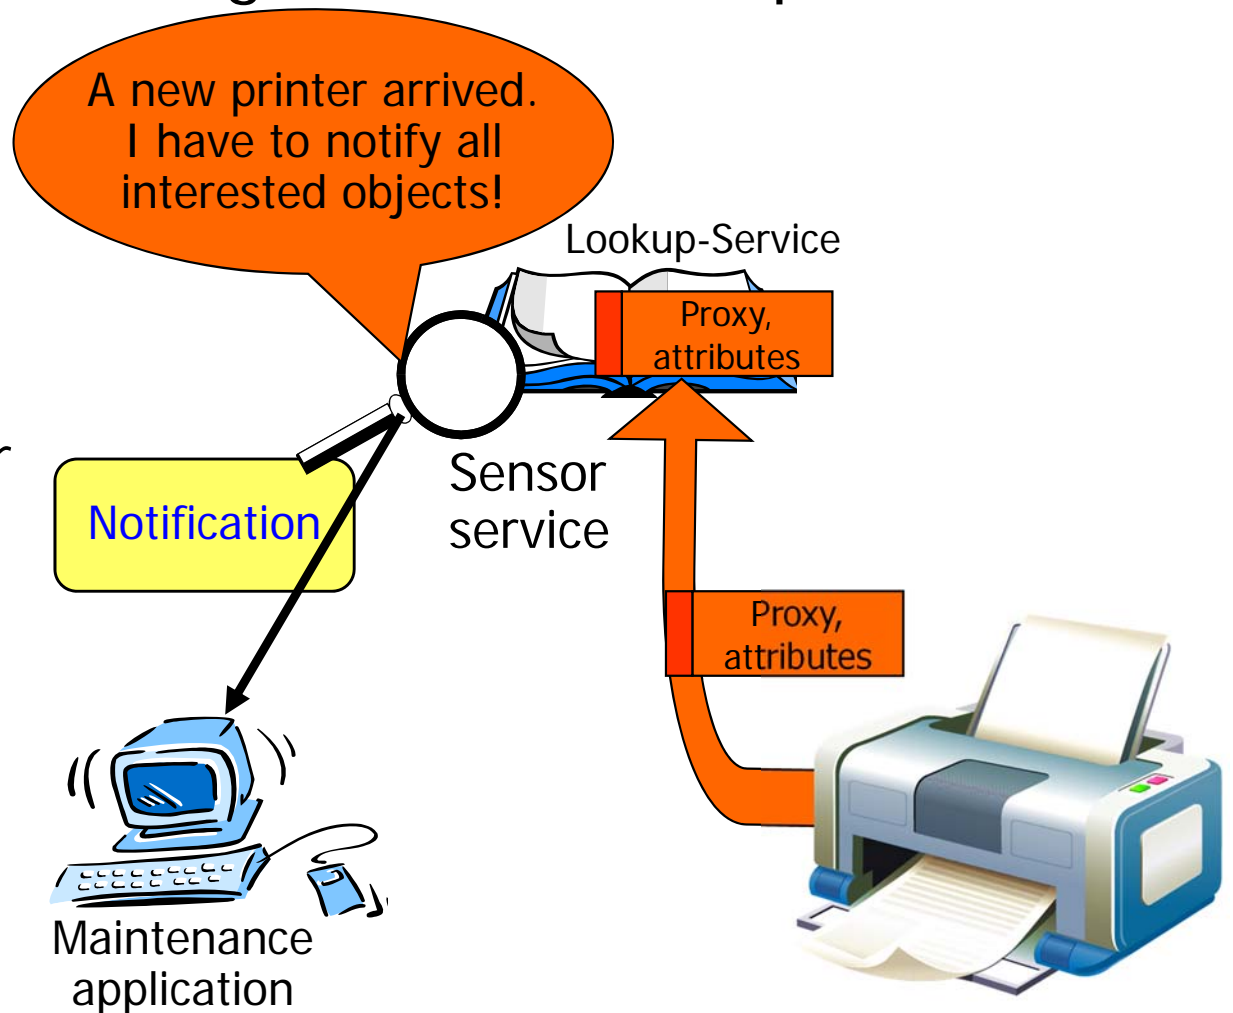 A new printer arrived.
I have to notify all
interested objects!
Lookup-Service
Proxy,
attributes
Sensor
service
Notification
Proxy,
attributes
Maintenance
application